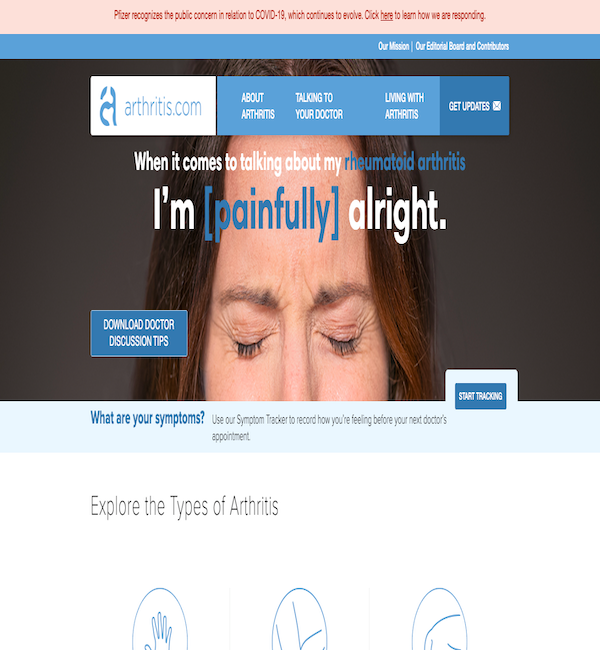 Pfizer recognizes the public concern in relation to COVID-19, which continues to evolve. Click here to learn how we are responding.
Our Mission | Our Editorial Board and Contributors
arthritis.com
ABOUT
ARTHRITIS
TALKING TO
YOUR DOCTOR
LIVING WITH
ARTHRITIS
GET UPDATES
When it comes to talking about my rheumatoid arthritis
I'm [painfully] alright.
DOWNLOAD DOCTOR
DISCUSSION TIPS
START TRACKING
What are your symptoms?
Use our Symptom Tracker to record how you're feeling before your next doctor's
appointment.
Explore the Types of Arthritis